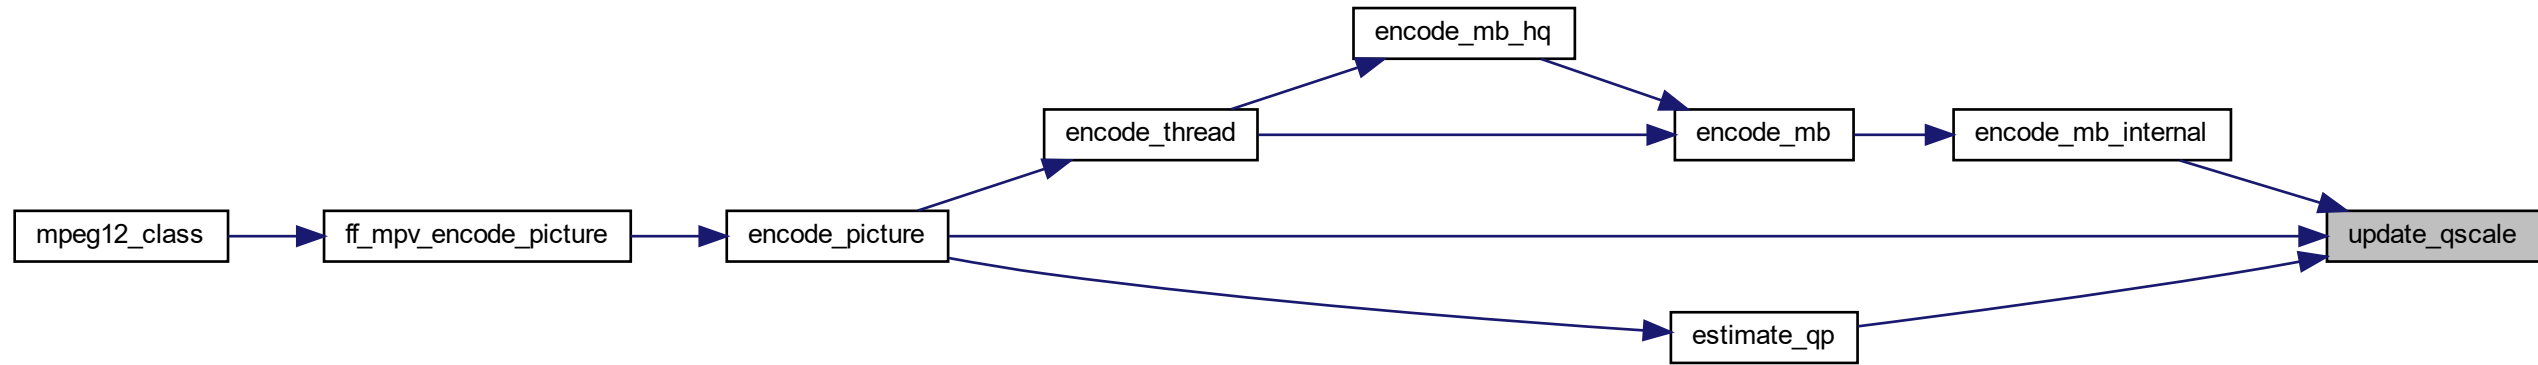 encode_mb_hq
encode_thread
encode_mb
encode_mb_internal
mpeg12_class
ff_mpv_encode_picture
encode_picture
update_qscale
estimate_qp